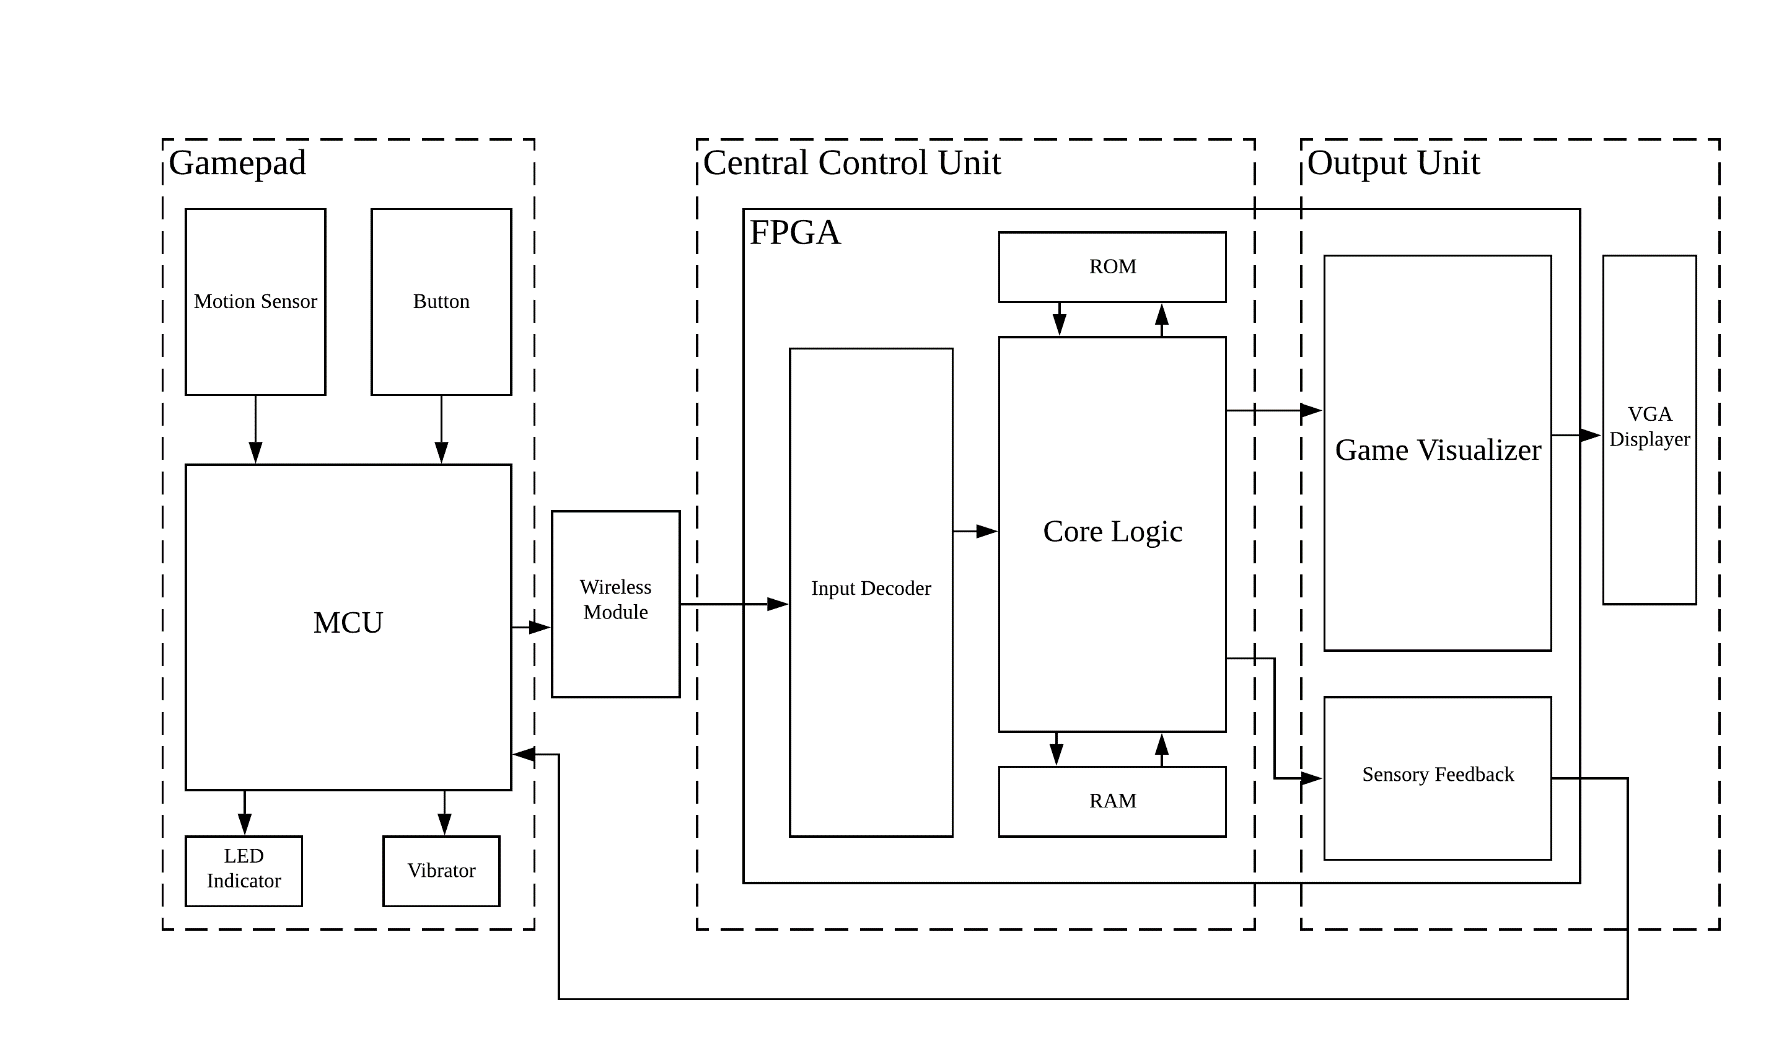 Gamepad
Motion Sensor
Button
MCU
LED
Indicator
Vibrator
Wireless
Module
Central Control Unit
FPGA
Input Decoder
ROM
Core Logic
RAM
Output Unit
Game Visualizer
Sensory Feedback
VGA
Displayer